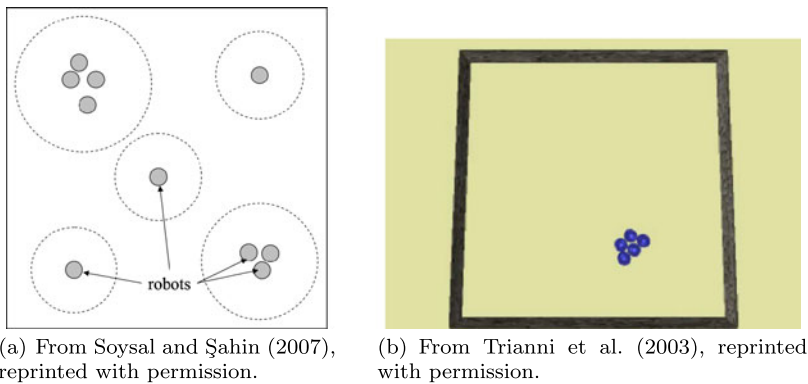 robots
(a) From Soysal and Şahin (2007),
reprinted with permission.
(b) From Trianni et al. (2003), reprinted
with permission.